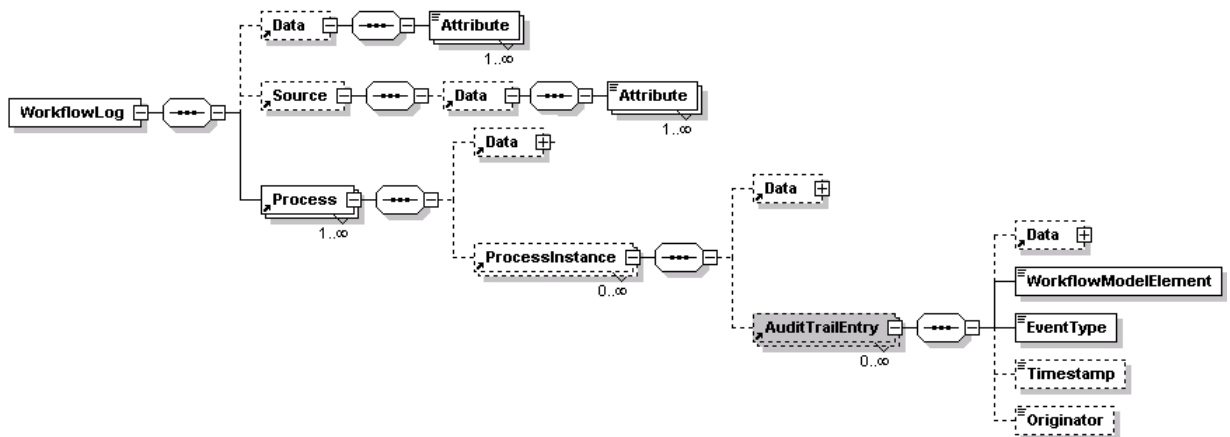 Data
Attribute
1..∞
Source
Data
Attribute
1..∞
WorkflowLog
Data
Process
1..∞
Data
ProcessInstance
0..∞
Data
WorkflowModelElement
AuditTrailEntry
0..∞
EventType
Timestamp
Originator